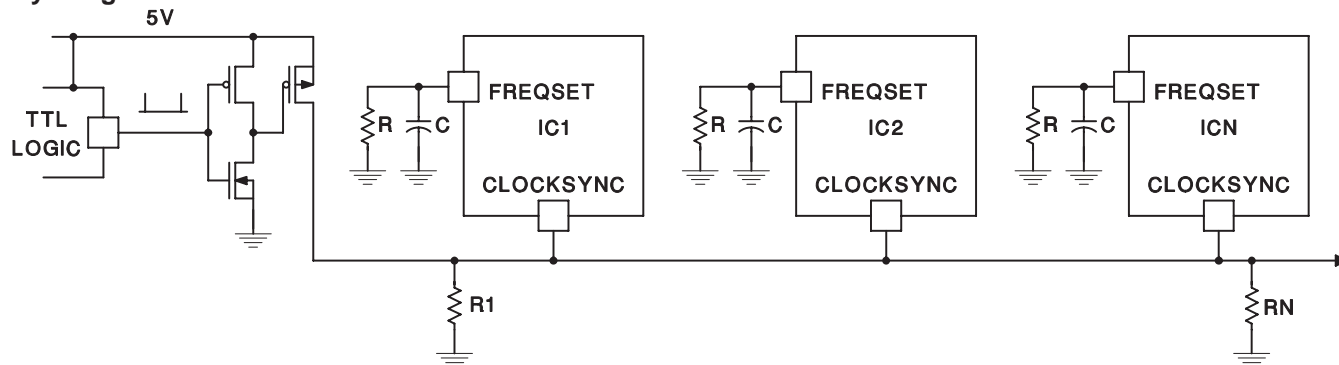 5V
TTL
LOGIC
R
C
FREQSET
IC1
CLOCKSYNC
R
C
FREQSET
IC2
CLOCKSYNC
R
C
FREQSET
ICN
CLOCKSYNC
R1
RN